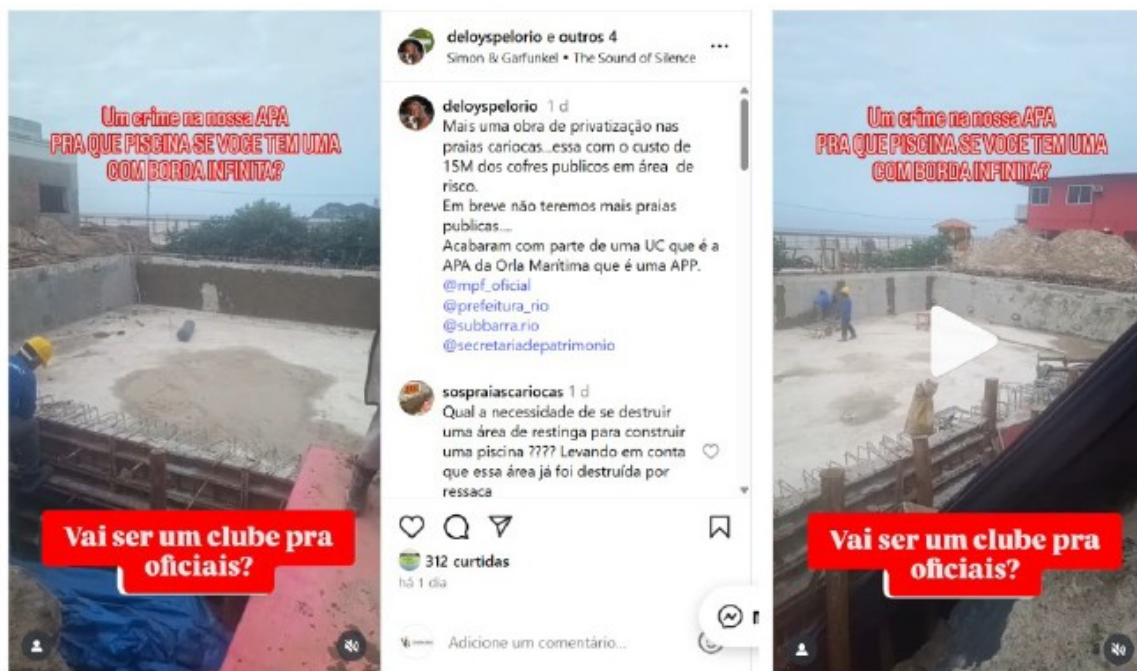 Um crime na nossa APA
PRA QUE PISCINA SE VOCE TEM UMA
COM BORDA INFINITA?
Vai ser um clube pra
oficiais?
deloyspelorio e outros 4
Simon & Garfunkel • The Sound of Silence
deloyspelorio 1 d
Mais uma obra de privatização nas
praias cariocas...essa com o custo de
15M dos cofres publicos em área de
risco.
Em breve não teremos mais praias
publicas....
Acabaram com parte de uma UC que é a
APA da Orla Marítima que é uma APP.
@mpf_oficial
@prefeitura_rio
@subbarra.rio
@secretariadepatrimonio
sospraiascariocas 1 d
Qual a necessidade de se destruir
uma área de restinga para construir
uma piscina ???? Levando em conta
que essa área já foi destruída por
ressaca
312 curtidas
há 1 dia
Adicione um comentário...
Um crime na nossa APA
PRA QUE PISCINA SE VOCE TEM UMA
COM BORDA INFINITA?
Vai ser um clube pra
oficiais?